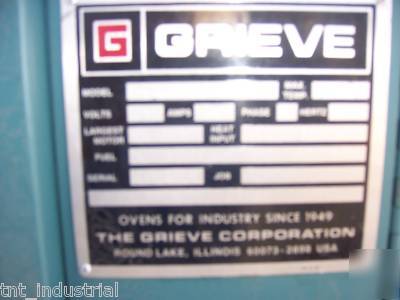 G GRIEVE
MODEL MAX. TEMP.
VOLTS AMPS PHASE HERTZ
LARGEST MOTOR HEAT INPUT
FUEL
SERIAL JOB
OVENS FOR INDUSTRY SINCE 1949
THE GRIEVE CORPORATION
ROUND LAKE, ILLINOIS 60073-2898 USA
tnt_industrial